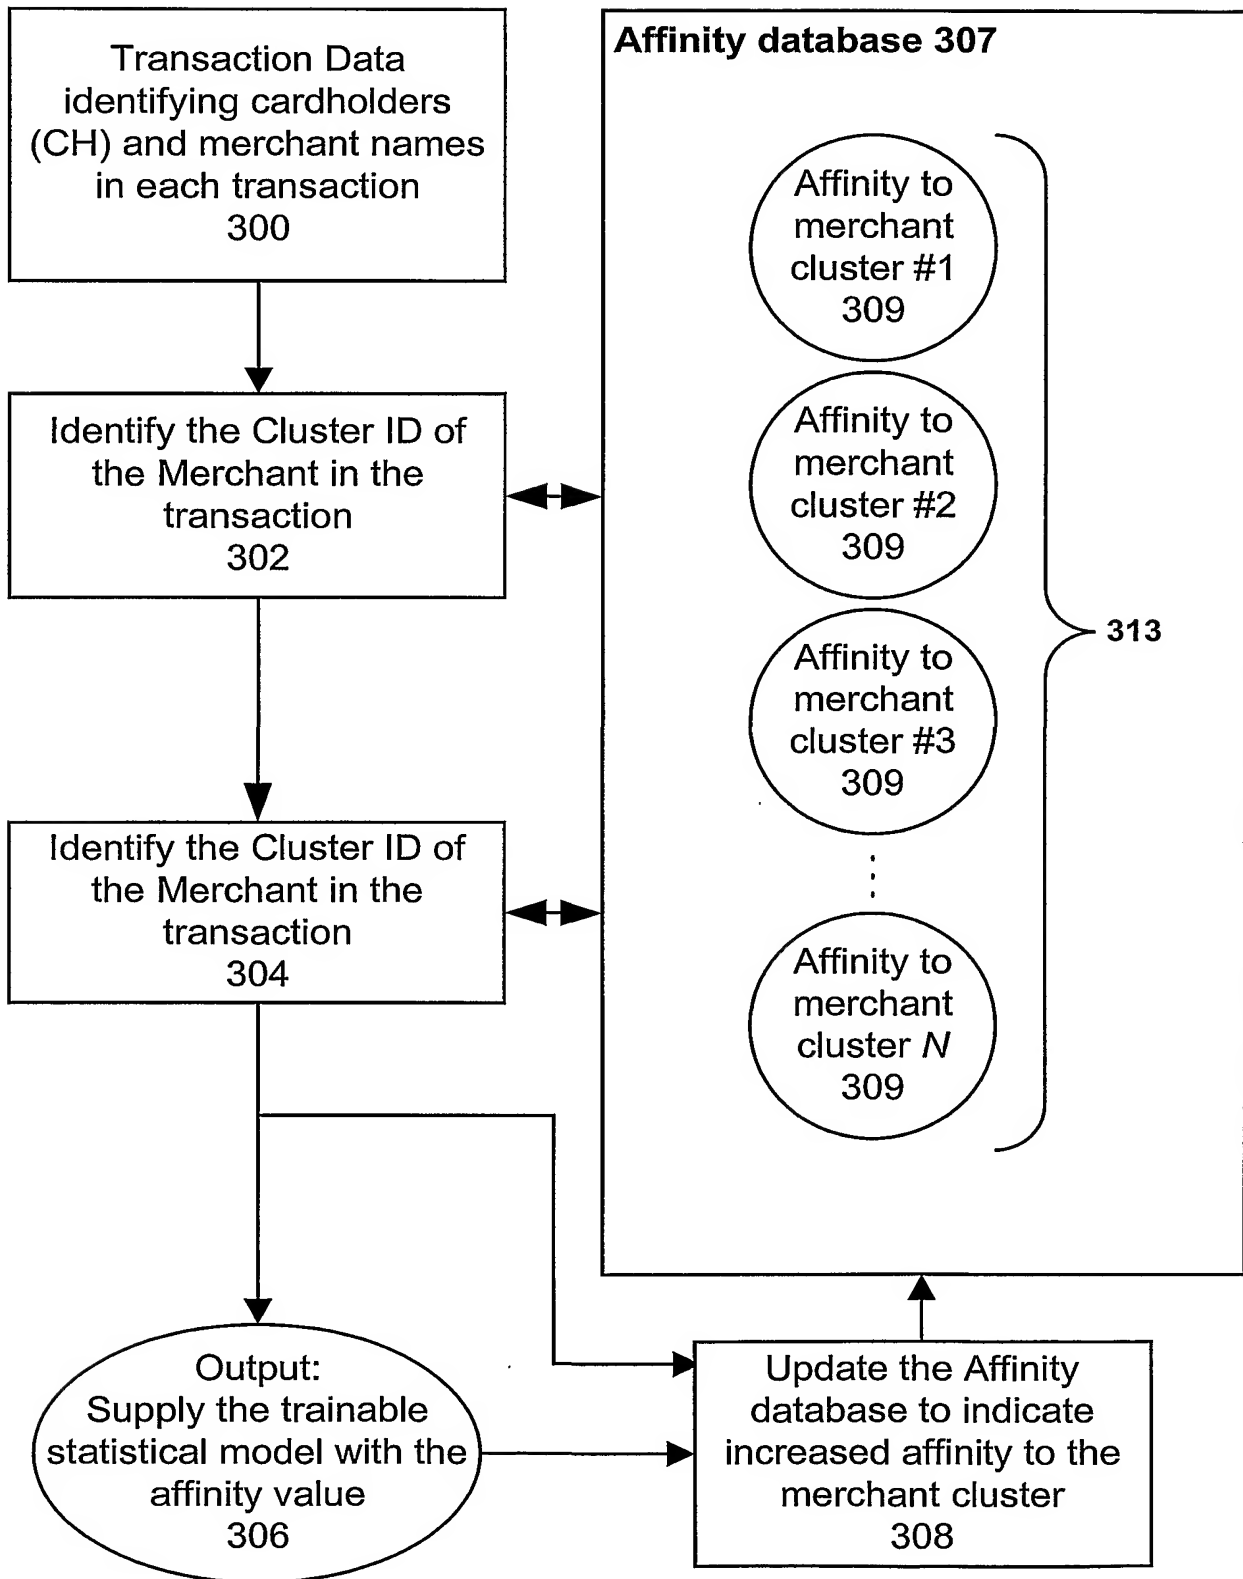 Transaction Data
identifying cardholders
(CH) and merchant names
in each transaction
300
Identify the Cluster ID of
the Merchant in the
transaction
302
Identify the Cluster ID of
the Merchant in the
transaction
304
Output:
Supply the trainable
statistical model with the
affinity value
306
Affinity database 307
Affinity to
merchant
cluster #1
309
Affinity to
merchant
cluster #2
309
Affinity to
merchant
cluster #3
309
Affinity to
merchant
cluster N
309
313
Update the Affinity
database to indicate
increased affinity to the
merchant cluster
308